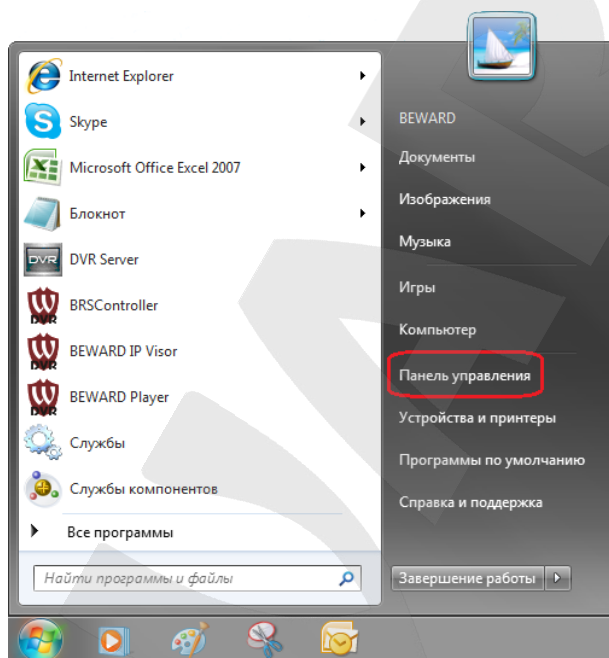 Internet Explorer
Skype
Microsoft Office Excel 2007
Блокнот
DVR Server
BRSController
BEWARD IP Visor
BEWARD Player
Службы
Службы компонентов
Все программы
Найти программы и файлы
BEWARD
Документы
Изображения
Музыка
Игры
Компьютер
Панель управления
Устройства и принтеры
Программы по умолчанию
Справка и поддержка
Завершение работы